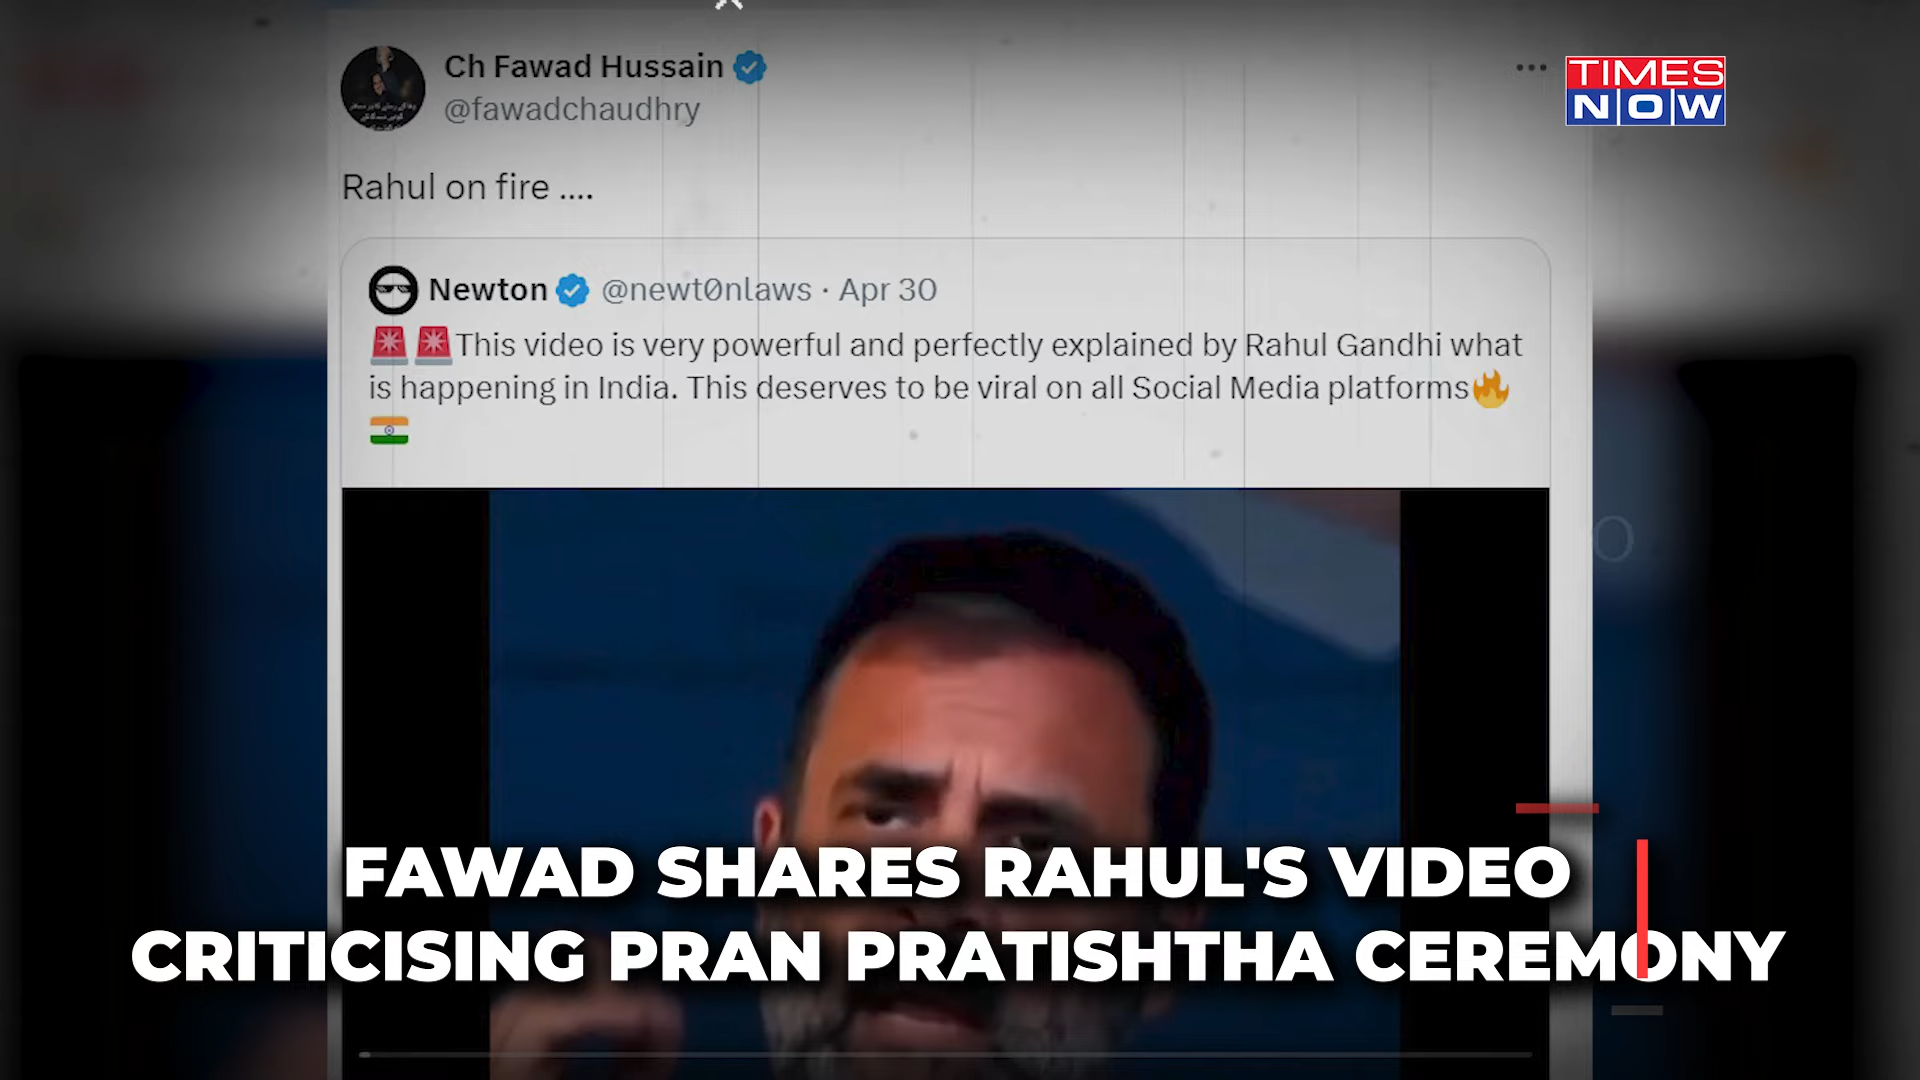 Ch Fawad Hussain
@fawadchaudhry
TIMES
NOW
Rahul on fire ....
Newton @newt0nlaws · Apr 30
🚨🚨This video is very powerful and perfectly explained by Rahul Gandhi what
is happening in India. This deserves to be viral on all Social Media platforms🔥
🇮🇳
FAWAD SHARES RAHUL'S VIDEO
CRITICISING PRAN PRATISHTHA CEREMONY